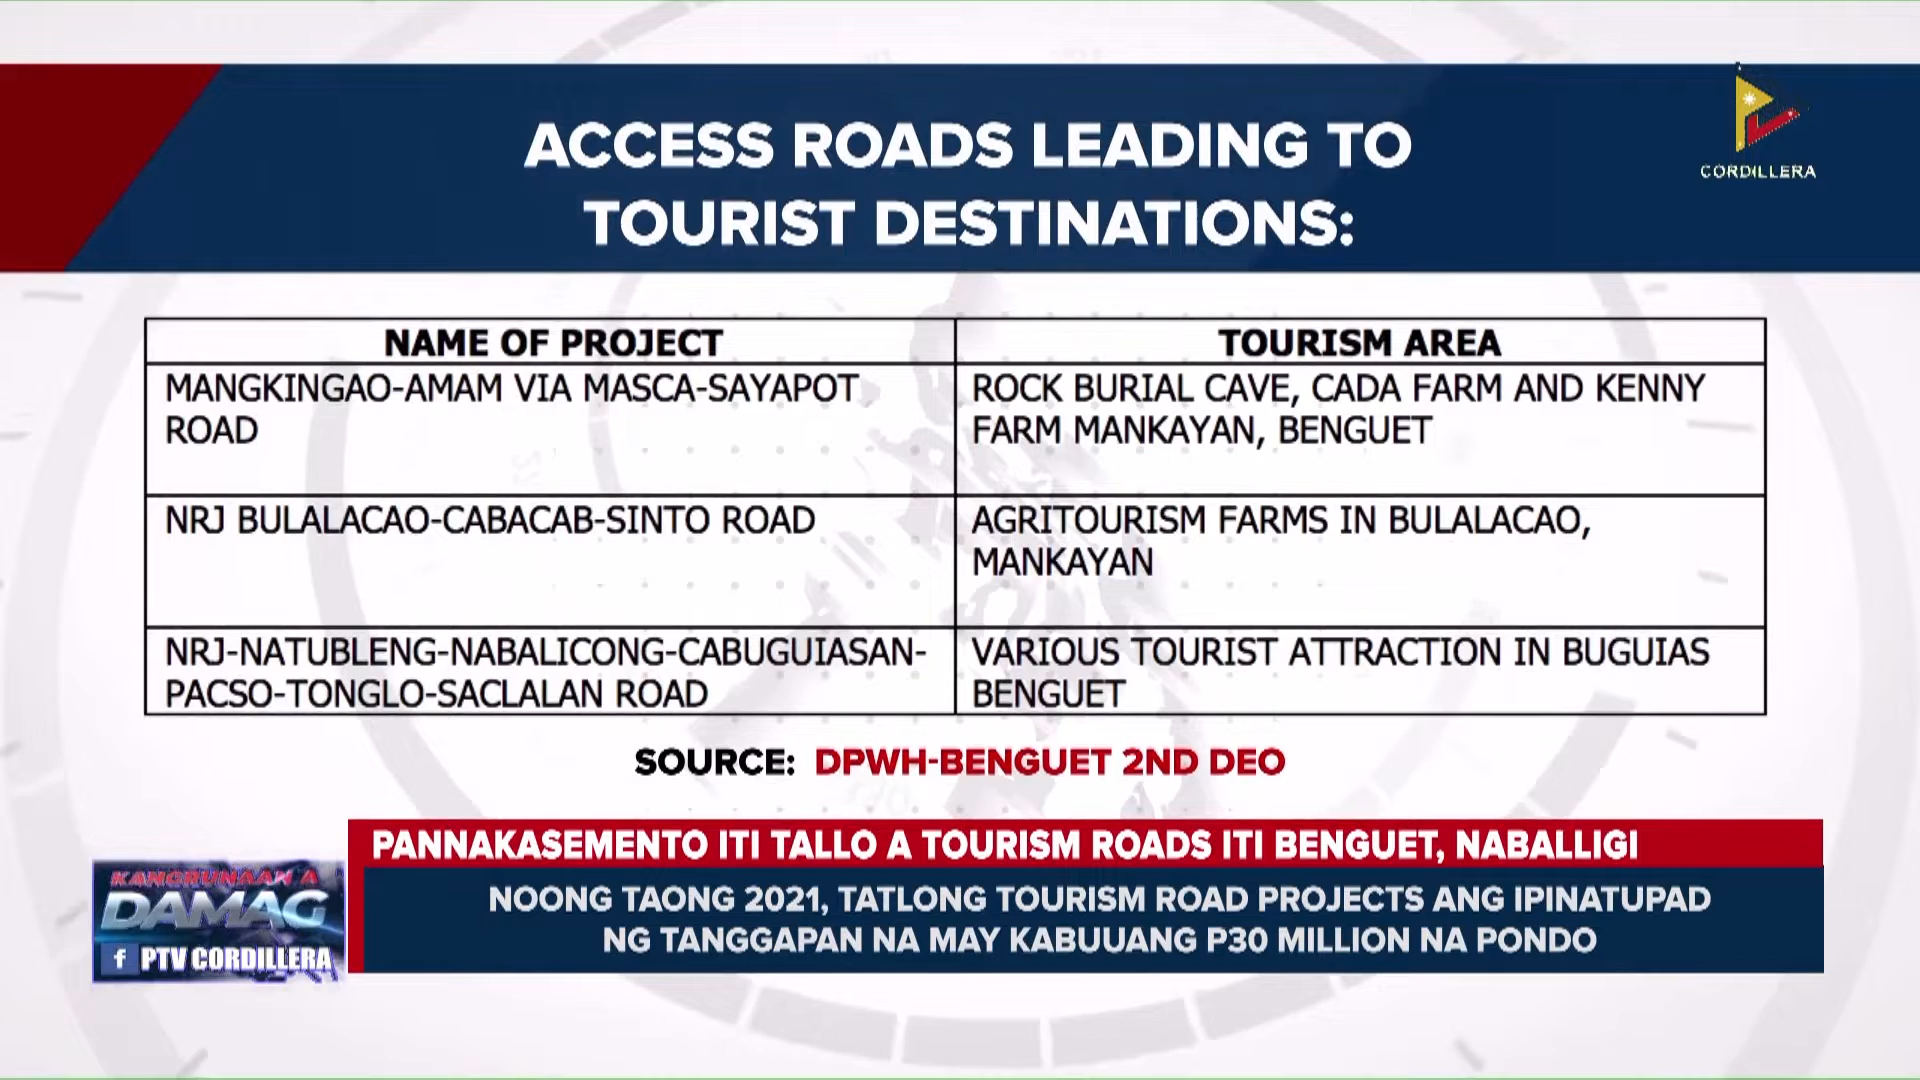 ACCESS ROADS LEADING TO
TOURIST DESTINATIONS:
CORDILLERA
NAME OF PROJECT
TOURISM AREA
MANGKINGAO-AMAM VIA MASCA-SAYAPOT
ROAD
ROCK BURIAL CAVE, CADA FARM AND KENNY
FARM MANKAYAN, BENGUET
NRJ BULALACAO-CABACAB-SINTO ROAD
AGRITOURISM FARMS IN BULALACAO,
MANKAYAN
NRJ-NATUBLENG-NABALICONG-CABUGUIASAN-
PACSO-TONGLO-SACLALAN ROAD
VARIOUS TOURIST ATTRACTION IN BUGUIAS
BENGUET
SOURCE: DPWH-BENGUET 2ND DEO
PANNAKASEMENTO ITI TALLO A TOURISM ROADS ITI BENGUET, NABALLIGI
NOONG TAONG 2021, TATLONG TOURISM ROAD PROJECTS ANG IPINATUPAD
NG TANGGAPAN NA MAY KABUUANG P30 MILLION NA PONDO
KANGRUNAAN A
DAMAG
f PTV CORDILLERA